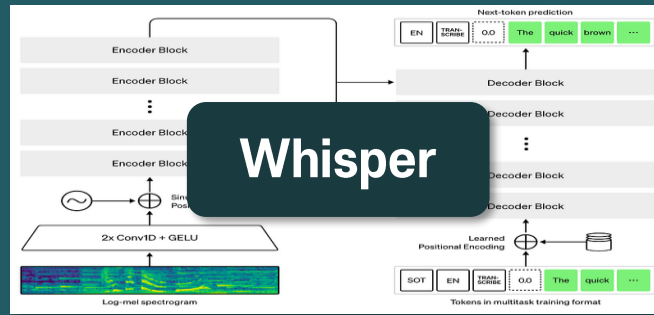 Next-token prediction
EN
TRAN-
SCRIBE
0.0
The
quick
brown
...
Encoder Block
Encoder Block
Encoder Block
Encoder Block
2x Conv1D + GELU
Log-mel spectrogram
Whisper
Decoder Block
Decoder Block
Decoder Block
Decoder Block
Learned
Positional Encoding
SOT
EN
TRAN-
SCRIBE
0.0
The
quick
...
Tokens in multitask training format